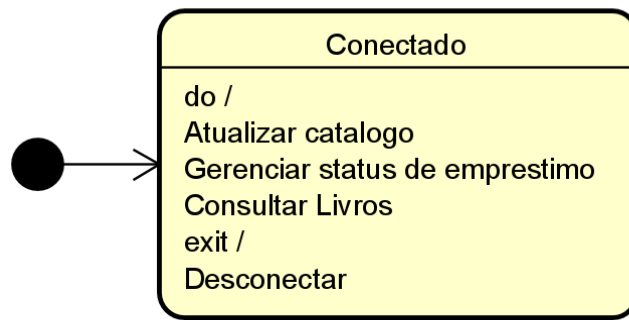 Conectado
do /
Atualizar catalogo
Gerenciar status de emprestimo
Consultar Livros
exit /
Desconectar